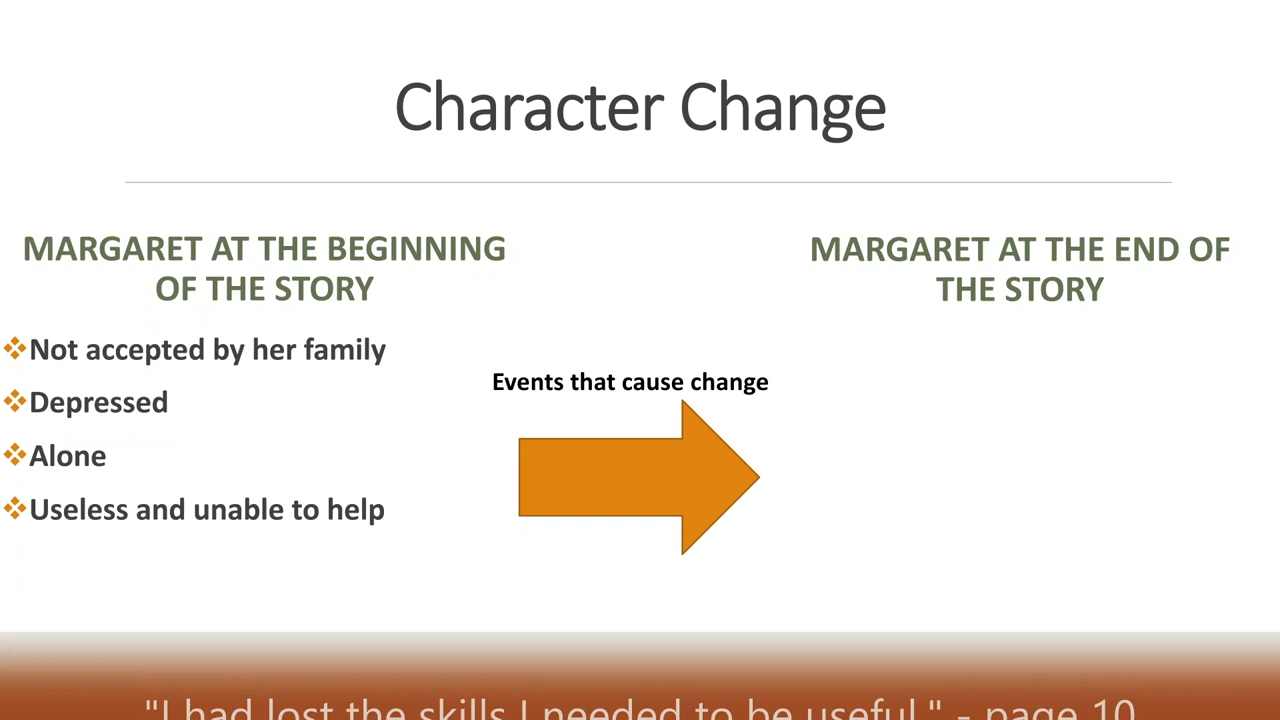 Character Change
MARGARET AT THE BEGINNING
OF THE STORY
Not accepted by her family
Depressed
Alone
Useless and unable to help
Events that cause change
MARGARET AT THE END OF
THE STORY
"I had lost the skills I needed to be useful." - page 10